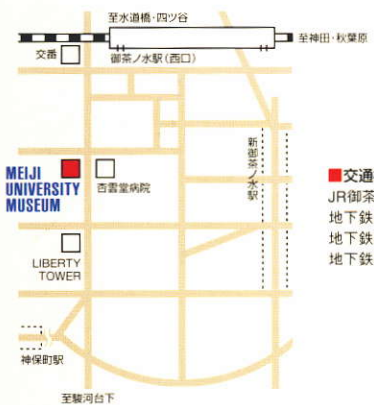 至水道橋・四ツ谷
至神田・秋葉原
交番
御茶ノ水駅(西口)
新御茶ノ水駅
MEIJI
UNIVERSITY
MUSEUM
杏雲堂病院
LIBERTY
TOWER
神保町駅
至駿河台下
■交通
JR御茶
地下鉄
地下鉄
地下鉄